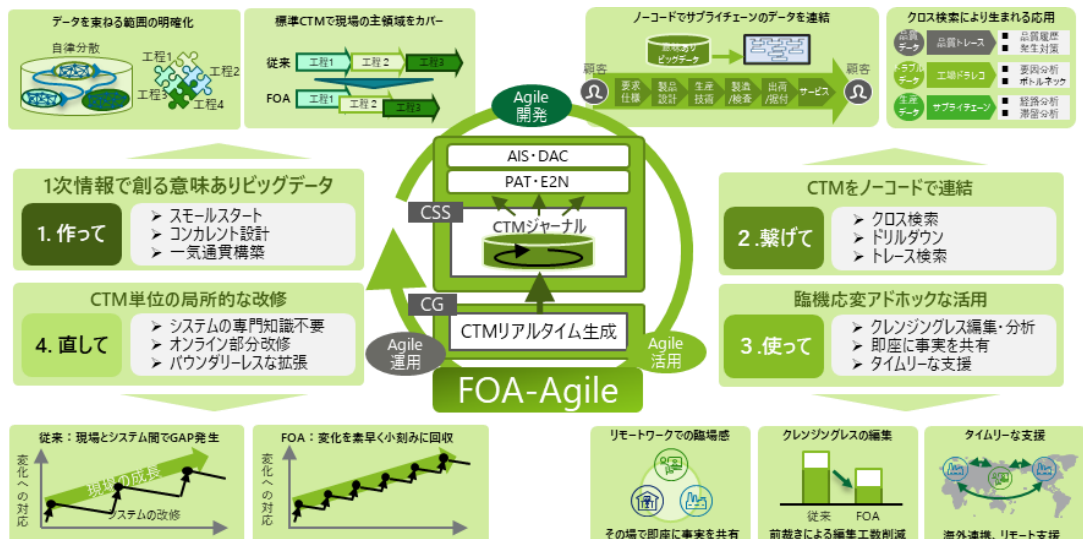 データを束ねる範囲の明確化
自律分散
工程1
工程2
工程3
工程4
標準CTMで現場の主領域をカバー
従来
工程1
工程2
工程3
FOA
工程1
工程2
工程3
ノーコードでサプライチェーンのデータを連結
意味あり
ビッグデータ
顧客
顧客
要求
仕様
製品
設計
生産
技術
製造
/検査
出荷
/据付
サービス
クロス検索により生まれる応用
品質
データ
品質トレース
■ 品質履歴
■ 発生対策
トラブル
データ
工場ドラレコ
■ 要因分析
■ ボトルネック
生産
データ
サプライチェーン
■ 経路分析
■ 滞留分析
Agile
開発
AIS・DAC
PAT・E2N
CSS
CTMジャーナル
CG
CTMリアルタイム生成
Agile
運用
Agile
活用
FOA-Agile
1次情報で創る意味ありビッグデータ
1. 作って
➢ スモールスタート
➢ コンカレント設計
➢ 一気通貫構築
CTM単位の局所的な改修
4. 直して
➢ システムの専門知識不要
➢ オンライン部分改修
➢ バウンダリーレスな拡張
CTMをノーコードで連結
2.繋げて
➢ クロス検索
➢ ドリルダウン
➢ トレース検索
臨機応変アドホックな活用
3.使って
➢ クレンジングレス編集・分析
➢ 即座に事実を共有
➢ タイムリーな支援
従来：現場とシステム間でGAP発生
変化への対応
現場の成長
システムの改修
FOA：変化を素早く小刻みに回収
変化への対応
リモートワークでの臨場感
その場で即座に事実を共有
クレンジングレスの編集
従来
FOA
前裁きによる編集工数削減
タイムリーな支援
海外連携、リモート支援